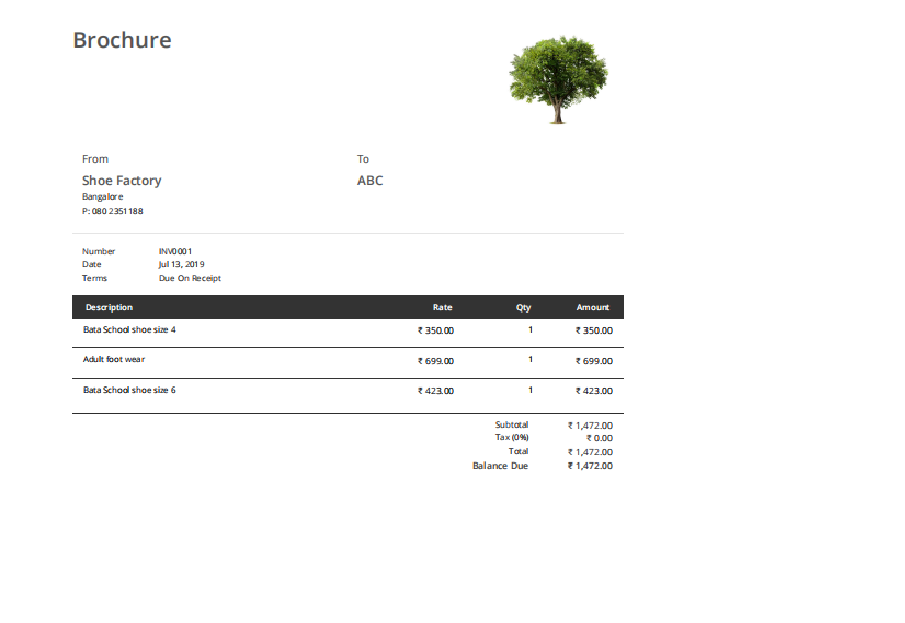 Brochure
From To
Shoe Factory ABC
Bangalore
P: 080 2351188
Number INV0001
Date Jul 13, 2019
Terms Due On Receipt
Description Rate Qty Amount
Bata School shoe size 4 ₹ 350.00 1 ₹ 350.00
Adult foot wear ₹ 699.00 1 ₹ 699.00
Bata School shoe size 6 ₹ 423.00 1 ₹ 423.00
Subtotal ₹ 1,472.00
Tax (0%) ₹ 0.00
Total ₹ 1,472.00
Balance Due ₹ 1,472.00